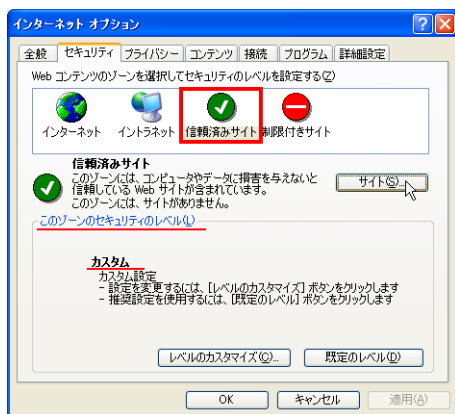 インターネット オプション
全般 セキュリティ プライバシー コンテンツ 接続 プログラム 詳細設定
Web コンテンツのゾーンを選択してセキュリティのレベルを設定する(Z)
インターネット イントラネット 信頼済みサイト 制限付きサイト
信頼済みサイト
このゾーンには、コンピュータやデータに損害を与えないと
信頼している Web サイトが含まれています。
このゾーンには、サイトがありません。
サイト(S)...
このゾーンのセキュリティのレベル(L)
カスタム
カスタム設定
- 設定を変更するには、[レベルのカスタマイズ] ボタンをクリックします
- 推奨設定を使用するには、[既定のレベル] ボタンをクリックします
レベルのカスタマイズ(C)... 既定のレベル(D)
OK キャンセル 適用(A)